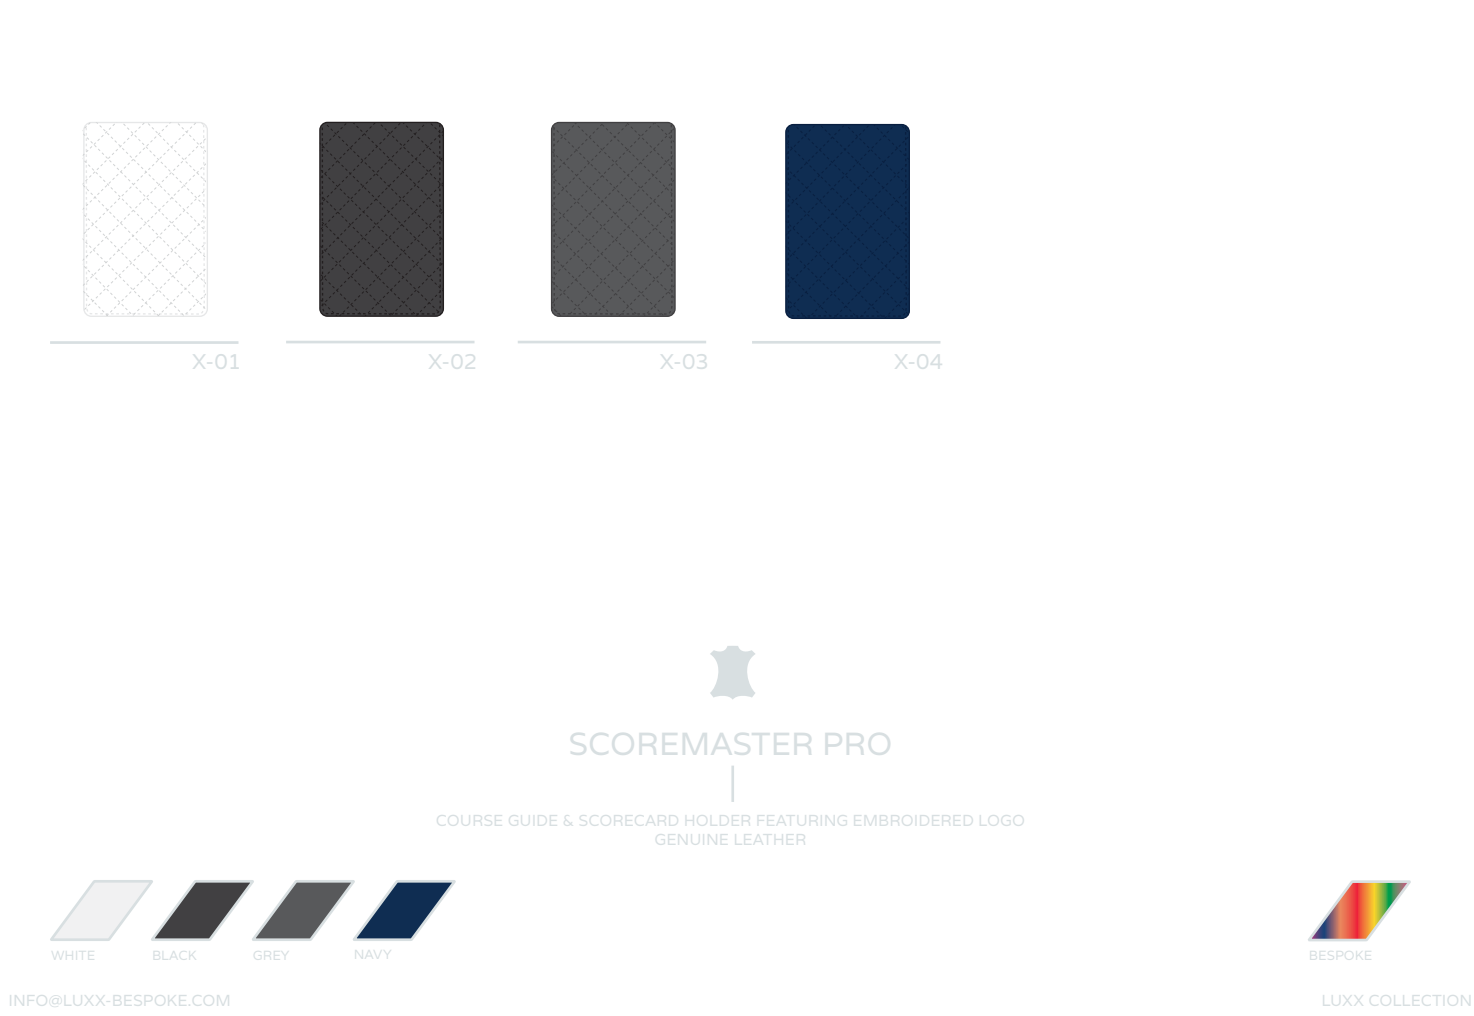 X-01
X-02
X-03
X-04
SCOREMASTER PRO
COURSE GUIDE & SCORECARD HOLDER FEATURING EMBROIDERED LOGO
GENUINE LEATHER
WHITE
BLACK
GREY
NAVY
BESPOKE
INFO@LUXX-BESPOKE.COM
LUXX COLLECTION